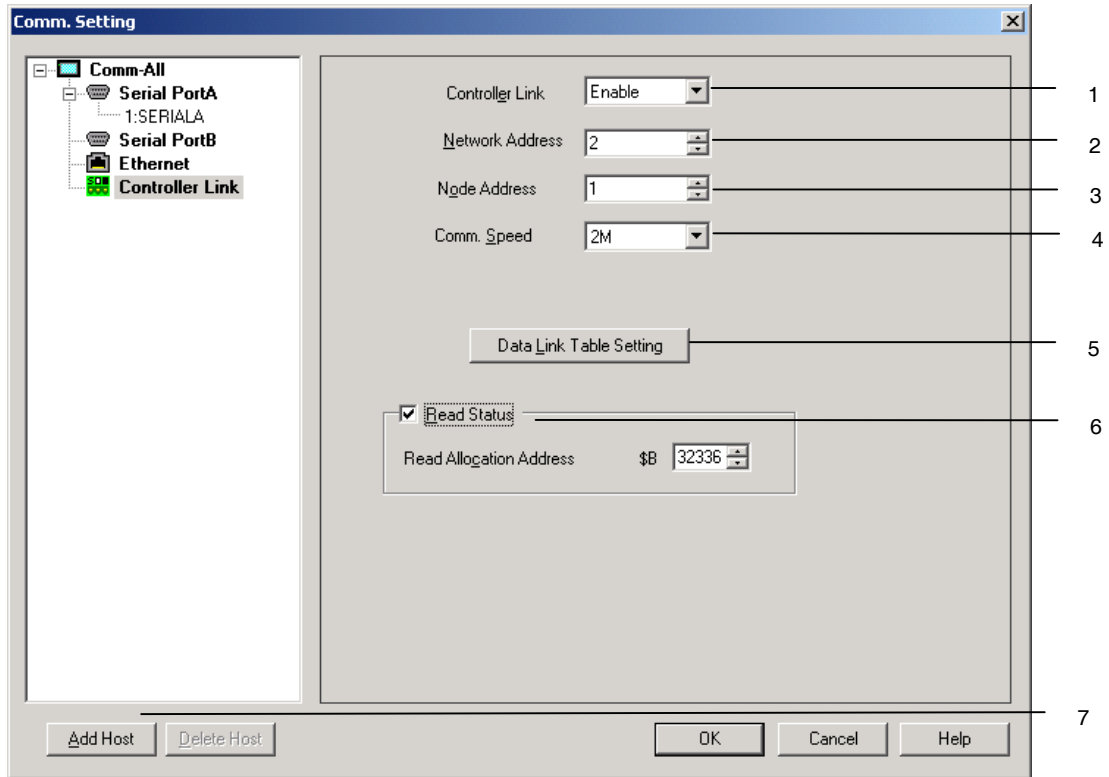 Comm. Setting
Comm-All
Serial PortA
1:SERIALA
Serial PortB
Ethernet
Controller Link
Controller Link Enable 1
Network Address 2 2
Node Address 1 3
Comm. Speed 2M 4
Data Link Table Setting 5
Read Status 6
Read Allocation Address $B 32336
7
Add Host Delete Host OK Cancel Help